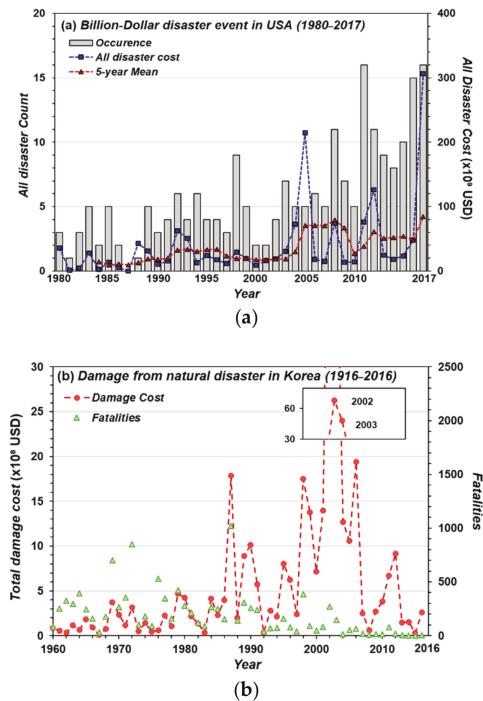 (a) Billion-Dollar disaster event in USA (1980-2017)
Occurence
All disaster cost
5-year Mean
All disaster Count
All Disaster Cost (x10⁹ USD)
20
15
10
5
0
400
300
200
100
0
1980 1985 1990 1995 2000 2005 2010 2017
Year
(a)
(b) Damage from natural disaster in Korea (1916-2016)
Damage Cost
Fatalities
60
30
2002
2003
Total damage cost (x10⁸ USD)
Fatalities
30
25
20
15
10
5
0
2500
2000
1500
1000
500
0
1960 1970 1980 1990 2000 2010 2016
Year
(b)